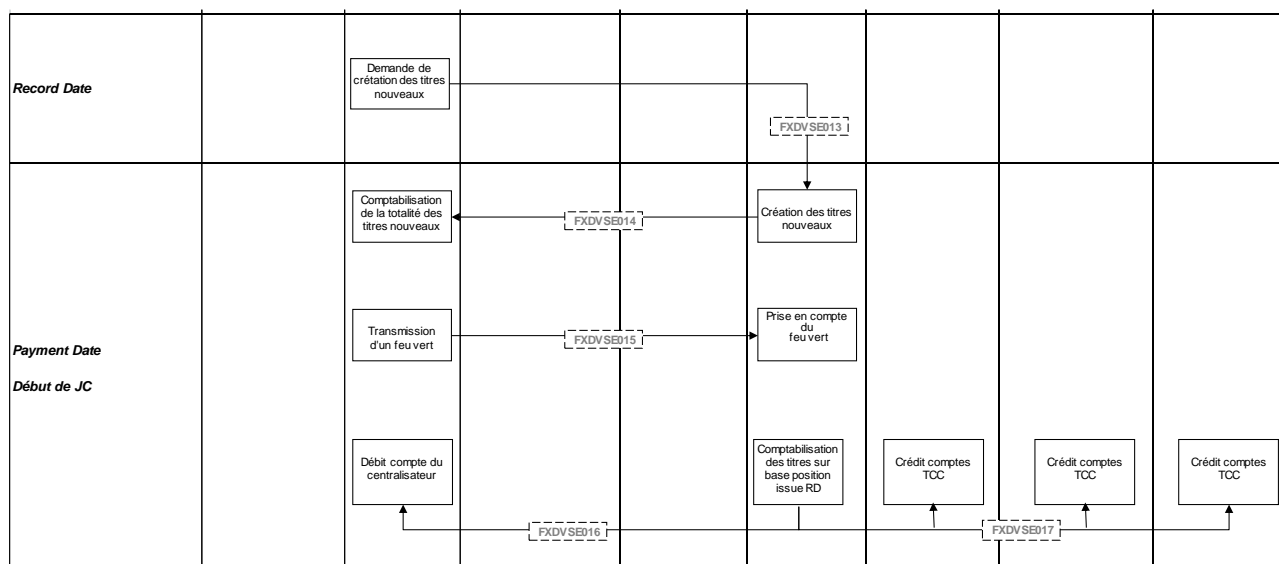 Record Date
Demande de
crétation des titres
nouveaux
FXDVSE013
Comptabilisation
de la totalité des
titres nouveaux
FXDVSE014
Création des titres
nouveaux
Payment Date
Début de JC
Transmission
d'un feu vert
FXDVSE015
Prise en compte
du
feu vert
Débit compte du
centralisateur
Comptabilisation
des titres sur
base position
issue RD
Crédit comptes
TCC
Crédit comptes
TCC
Crédit comptes
TCC
FXDVSE016
FXDVSE017